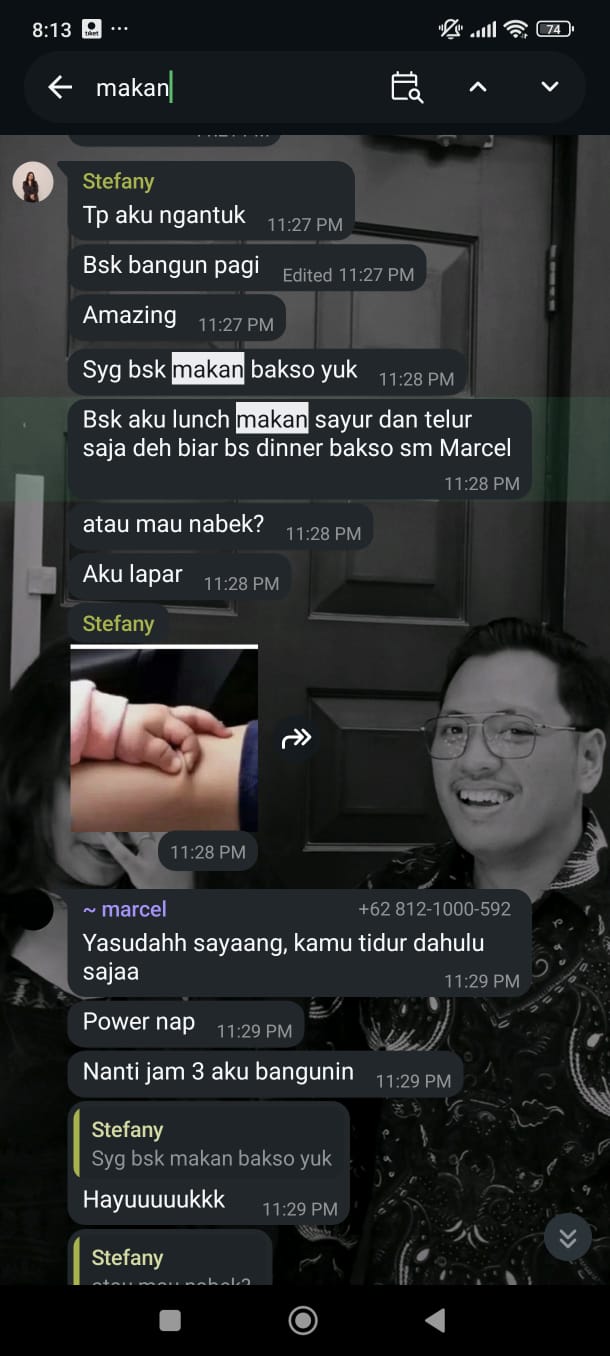 8:13 tiket ... 74
makan
Stefany
Tp aku ngantuk 11:27 PM
Bsk bangun pagi Edited 11:27 PM
Amazing 11:27 PM
Syg bsk makan bakso yuk 11:28 PM
Bsk aku lunch makan sayur dan telur
saja deh biar bs dinner bakso sm Marcel
11:28 PM
atau mau nabek? 11:28 PM
Aku lapar 11:28 PM
Stefany
11:28 PM
~ marcel +62 812-1000-592
Yasudahh sayaang, kamu tidur dahulu
sajaa 11:29 PM
Power nap 11:29 PM
Nanti jam 3 aku bangunin 11:29 PM
Stefany
Syg bsk makan bakso yuk
Hayuuuuukkk 11:29 PM
Stefany
atau mau nabek?